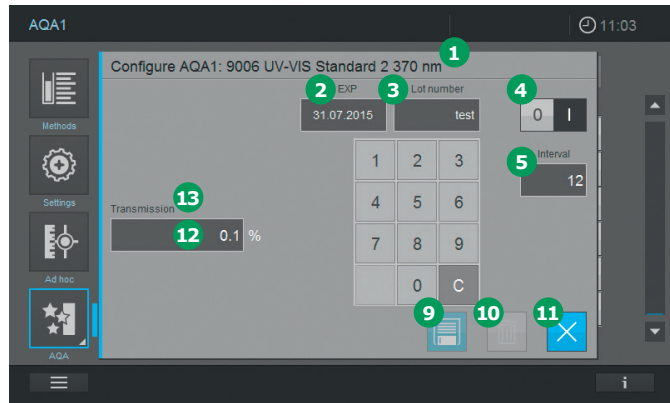 AQA1
11:03
1
Configure AQA1: 9006 UV-VIS Standard 2 370 nm
2 EXP 3 Lot number 4
31.07.2015 test 0 I
Methods
5 Interval
12
1 2 3
Settings
13
Transmission
4 5 6
12 0.1 %
7 8 9
Ad hoc
0 C
9 10 11
AQA
i